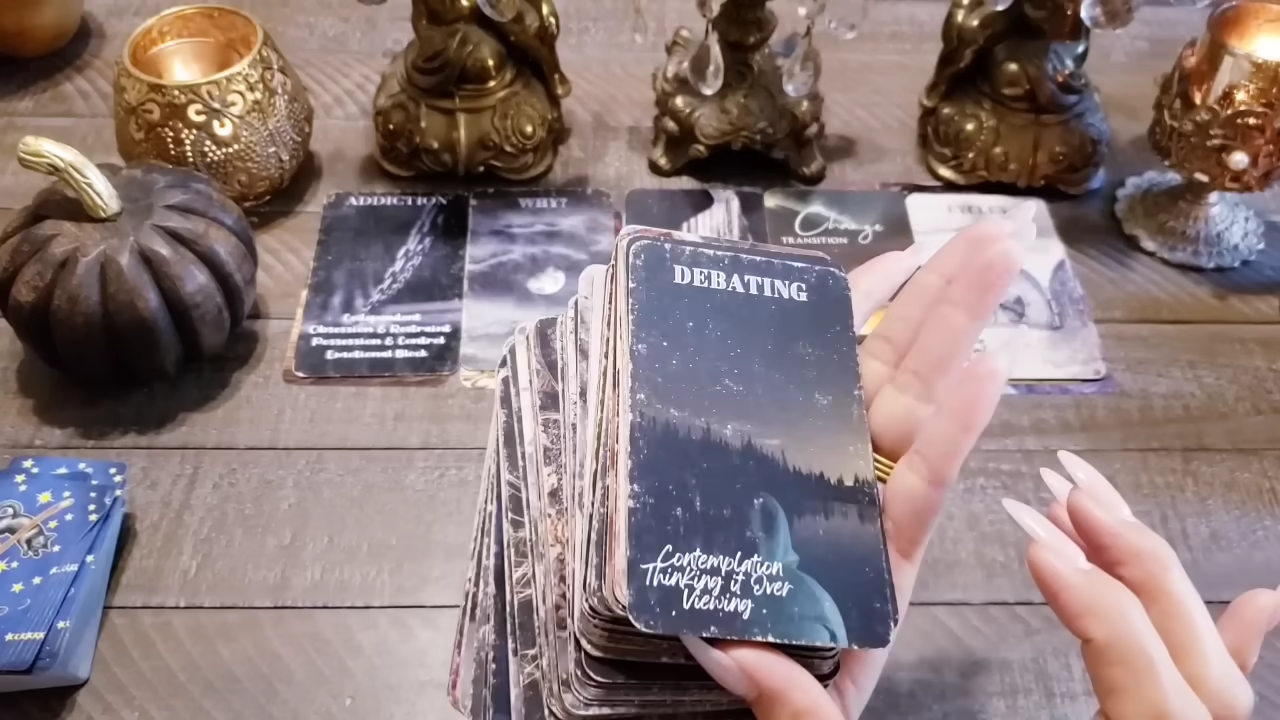 ADDICTION
Codependent
Obsession & Restraint
Possession & Control
Emotional Block
WHY?
Change
TRANSITION
DEBATING
Contemplation
Thinking it Over
Viewing